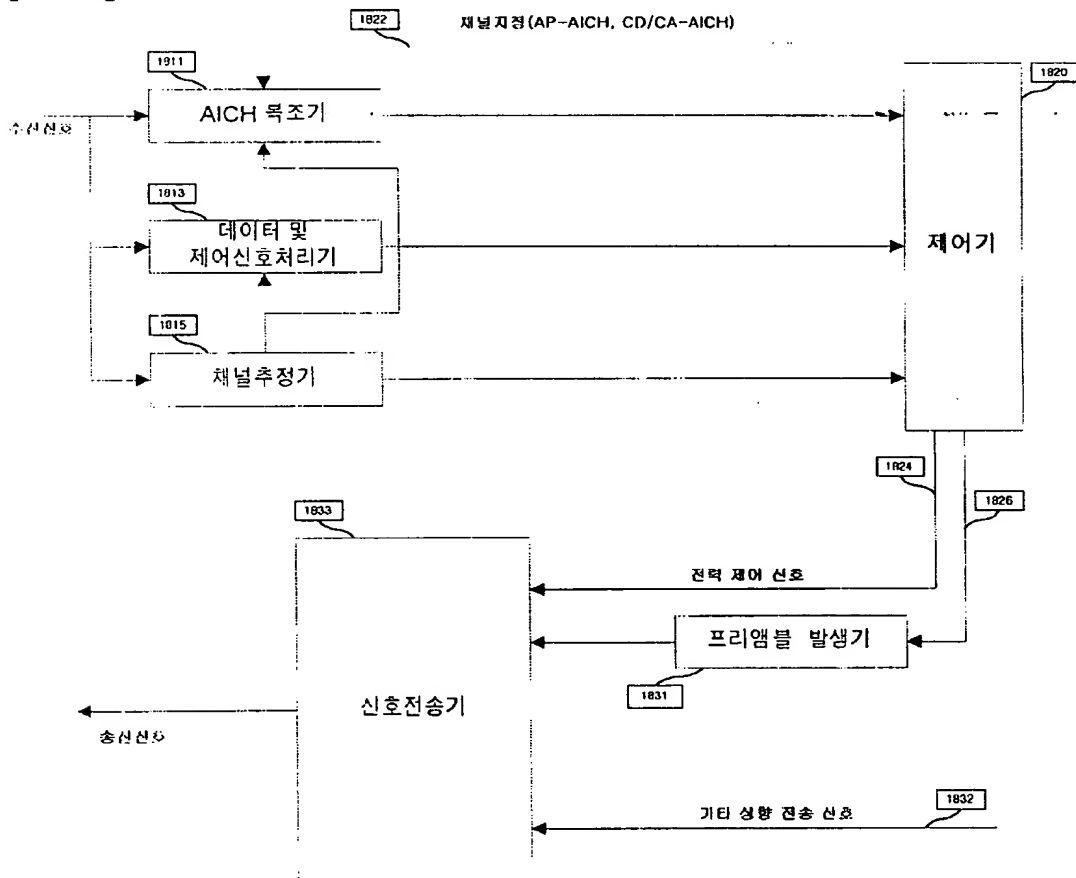 1822
채널지정(AP-AICH, CD/CA-AICH)
1811
1820
AICH 복조기
수신신호
1813
데이터 및
제어신호처리기
제어기
1815
채널추정기
1824
1826
1833
전력 제어 신호
프리앰블 발생기
1831
신호전송기
송신신호
기타 상향 전송 신호
1832